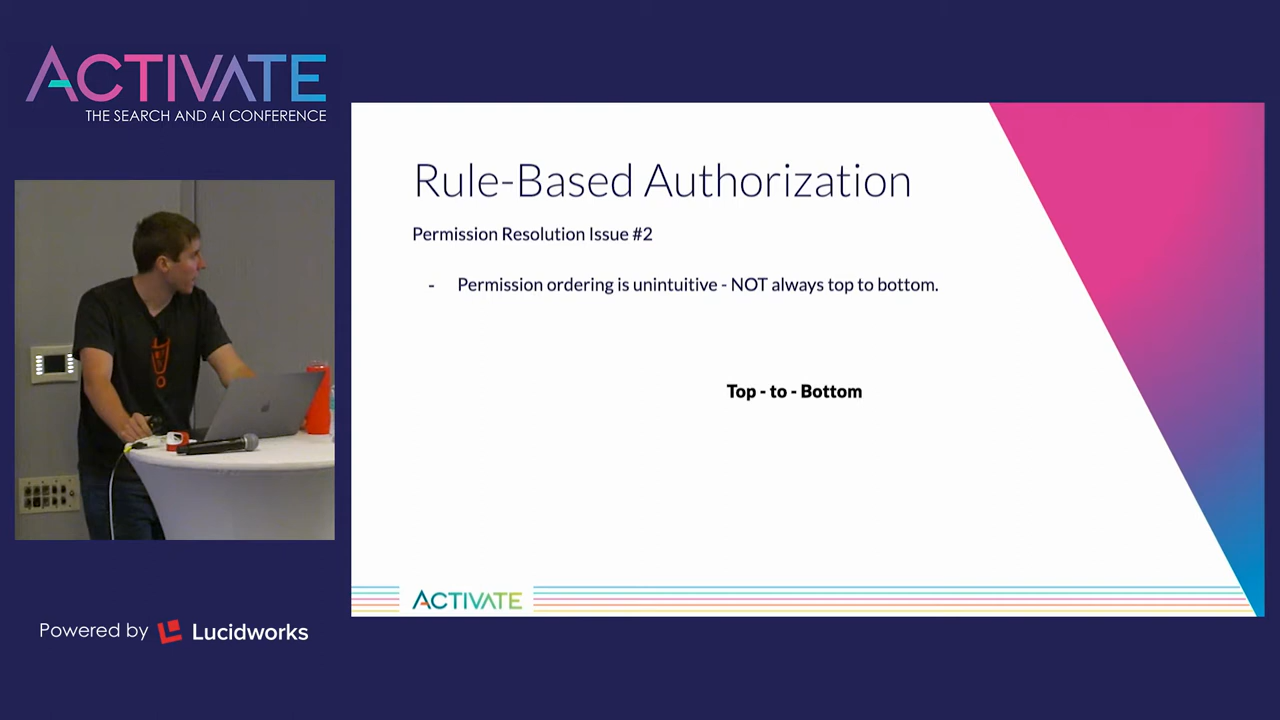 ACTIVATE
THE SEARCH AND AI CONFERENCE
Rule-Based Authorization
Permission Resolution Issue #2
- Permission ordering is unintuitive - NOT always top to bottom.
Top - to - Bottom
ACTIVATE
Powered by Lucidworks